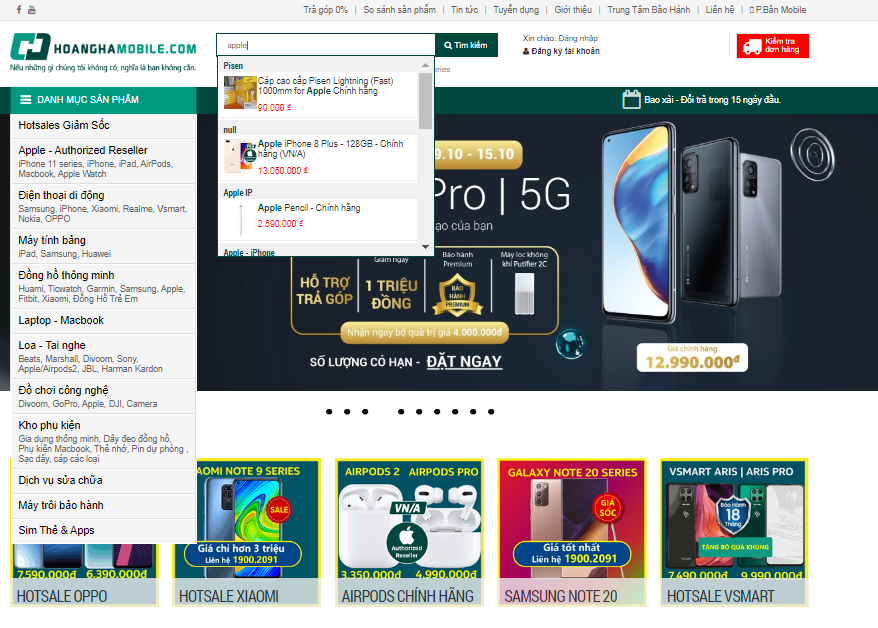 Trả góp 0% | So sánh sản phẩm | Tin tức | Tuyển dụng | Giới thiệu | Trung Tâm Bảo Hành | Liên hệ | P.Bản Mobile
HOANGHAMOBILE.COM
Nếu những gì chúng tôi không có, nghĩa là bạn không cần.
apple
Tìm kiếm
Xin chào: Đăng nhập
Đăng ký tài khoản
Kiểm tra
đơn hàng
eries
DANH MỤC SẢN PHẨM
Bao xài - Đổi trả trong 15 ngày đầu.
Pisen
Cáp cao cấp Pisen Lightning (Fast)
1000mm for Apple Chính hãng
90.000 ₫
null
Apple iPhone 8 Plus - 128GB - Chính
hãng (VN/A)
13.050.000 ₫
Apple IP
Apple Pencil - Chính hãng
2.590.000 ₫
Apple - iPhone
Hotsales Giảm Sốc
Apple - Authorized Reseller
iPhone 11 series, iPhone, iPad, AirPods,
Macbook, Apple Watch
Điện thoại di động
Samsung, iPhone, Xiaomi, Realme, Vsmart,
Nokia, OPPO
Máy tính bảng
iPad, Samsung, Huawei
Đồng hồ thông minh
Huami, Ticwatch, Garmin, Samsung, Apple,
Fitbit, Xiaomi, Đồng Hồ Trẻ Em
Laptop - Macbook
Loa - Tai nghe
Beats, Marshall, Divoom, Sony,
Apple/Airpods2, JBL, Harman Kardon
Đồ chơi công nghệ
Divoom, GoPro, Apple, DJI, Camera
Kho phụ kiện
Gia dụng thông minh, Dây đeo đồng hồ,
Phụ kiện Macbook, Thẻ nhớ, Pin dự phòng ,
Sạc dây, cáp các loại
Dịch vụ sửa chữa
Máy trôi bảo hành
Sim Thẻ & Apps
9.10 - 15.10
Pro | 5G
ạo của bạn
HỖ TRỢ
TRẢ GÓP
Giảm ngay
1 TRIỆU
ĐỒNG
Bảo hành
Premium
BẢO
HÀNH
PREMIUM
Máy lọc không
khí Putifier 2C
Nhận ngay bộ quà trị giá 4.000.000đ
SỐ LƯỢNG CÓ HẠN - ĐẶT NGAY
Giá chính hãng
12.990.000đ
7.590.000đ 6.390.000đ
HOTSALE OPPO
AOMI NOTE 9 SERIES
SALE
Giá chỉ hơn 3 triệu
Liên hệ 1900.2091
HOTSALE XIAOMI
AIRPODS 2 AIRPODS PRO
VN/A
Authorized
Reseller
3.350.000đ 4.990.000đ
AIRPODS CHÍNH HÃNG
GALAXY NOTE 20 SERIES
GIÁ
SỐC
Giá tốt nhất
Liên hệ 1900.2091
SAMSUNG NOTE 20
VSMART ARIS | ARIS PRO
Bảo Hành
18
Tháng
TẶNG BỘ QUÀ KHỦNG
7.490.000đ 9.990.000đ
HOTSALE VSMART